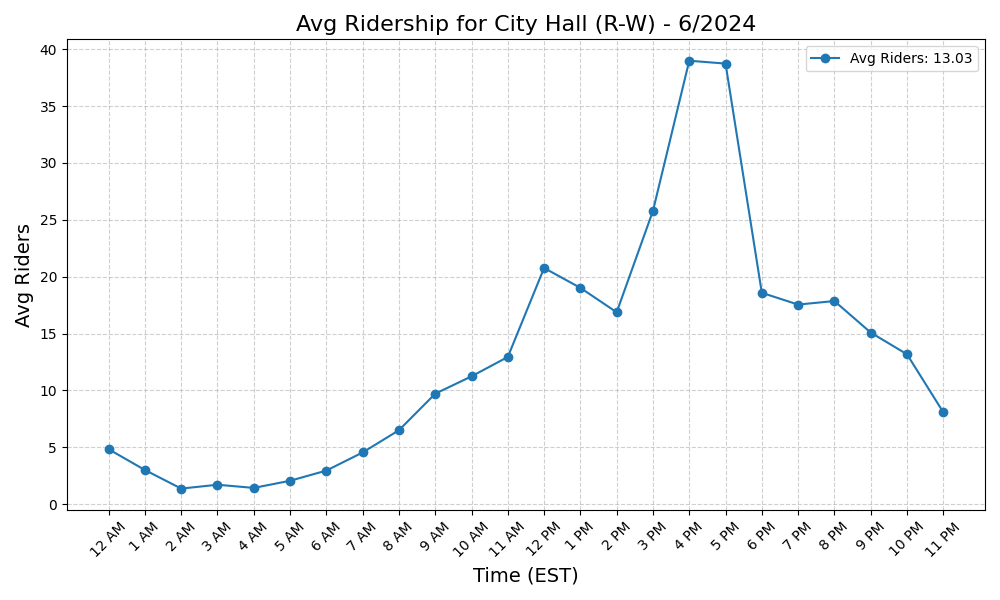 Avg Ridership for City Hall (R-W) - 6/2024
Avg Riders: 13.03
Avg Riders
40
35
30
25
20
15
10
5
0
12 AM
1 AM
2 AM
3 AM
4 AM
5 AM
6 AM
7 AM
8 AM
9 AM
10 AM
11 AM
12 PM
1 PM
2 PM
3 PM
4 PM
5 PM
6 PM
7 PM
8 PM
9 PM
10 PM
11 PM
Time (EST)